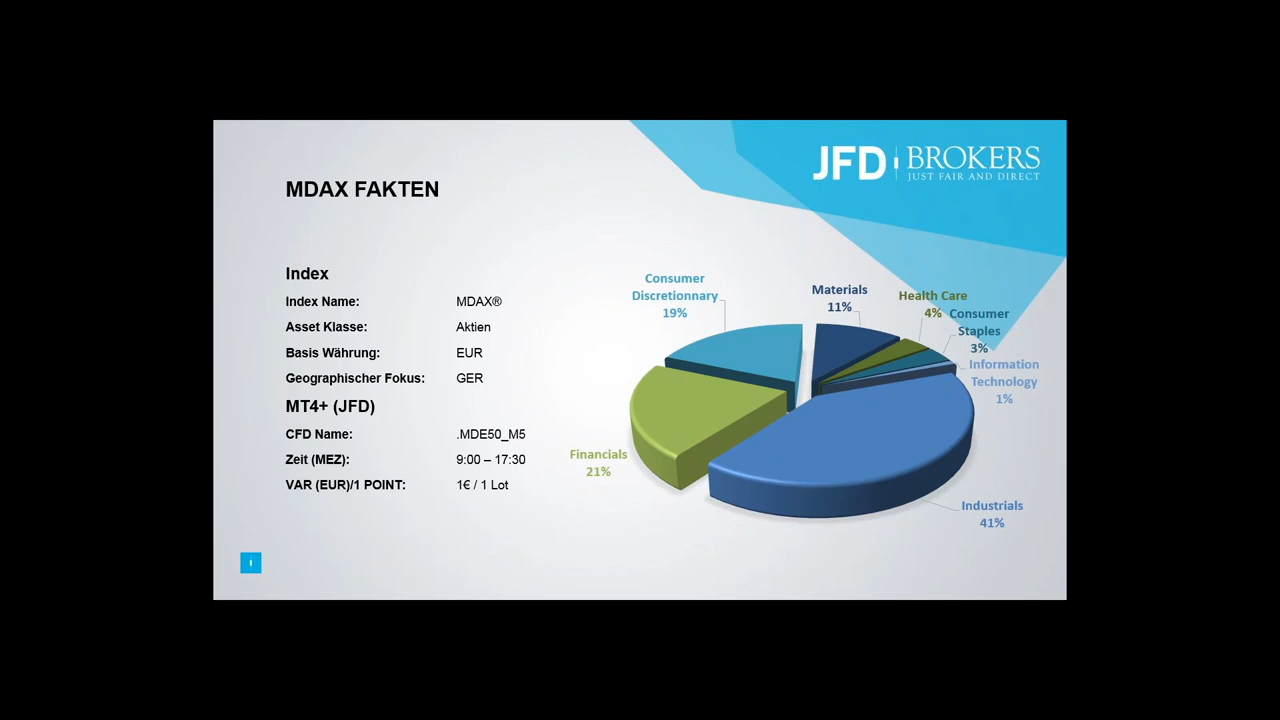 JFD BROKERS
JUST FAIR AND DIRECT
MDAX FAKTEN
Index
Index Name: MDAX®
Asset Klasse: Aktien
Basis Währung: EUR
Geographischer Fokus: GER
MT4+ (JFD)
CFD Name: .MDE50_M5
Zeit (MEZ): 9:00 – 17:30
VAR (EUR)/1 POINT: 1€ / 1 Lot
Consumer
Discretionnary
19%
Materials
11%
Health Care
4%
Consumer
Staples
3%
Information
Technology
1%
Financials
21%
Industrials
41%